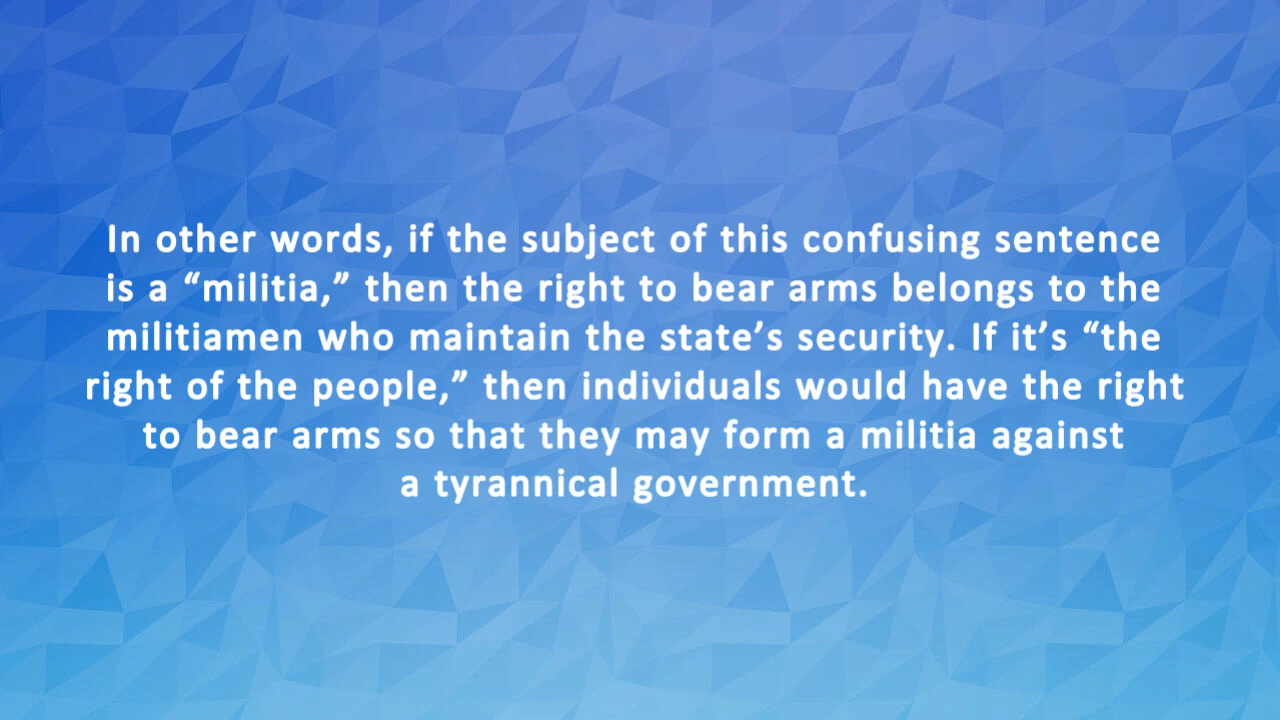 In other words, if the subject of this confusing sentence
is a “militia,” then the right to bear arms belongs to the
militiamen who maintain the state’s security. If it’s “the
right of the people,” then individuals would have the right
to bear arms so that they may form a militia against
a tyrannical government.